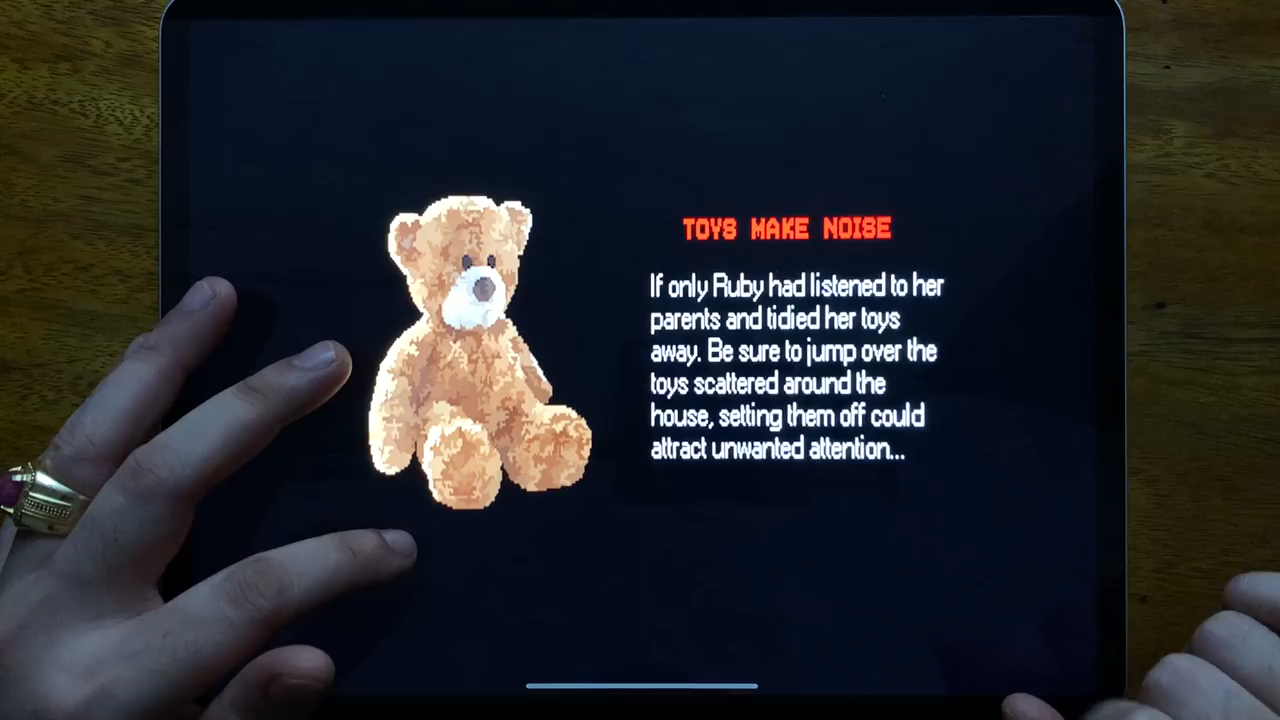 TOYS MAKE NOISE
If only Ruby had listened to her
parents and tidied her toys
away. Be sure to jump over the
toys scattered around the
house, setting them off could
attract unwanted attention...